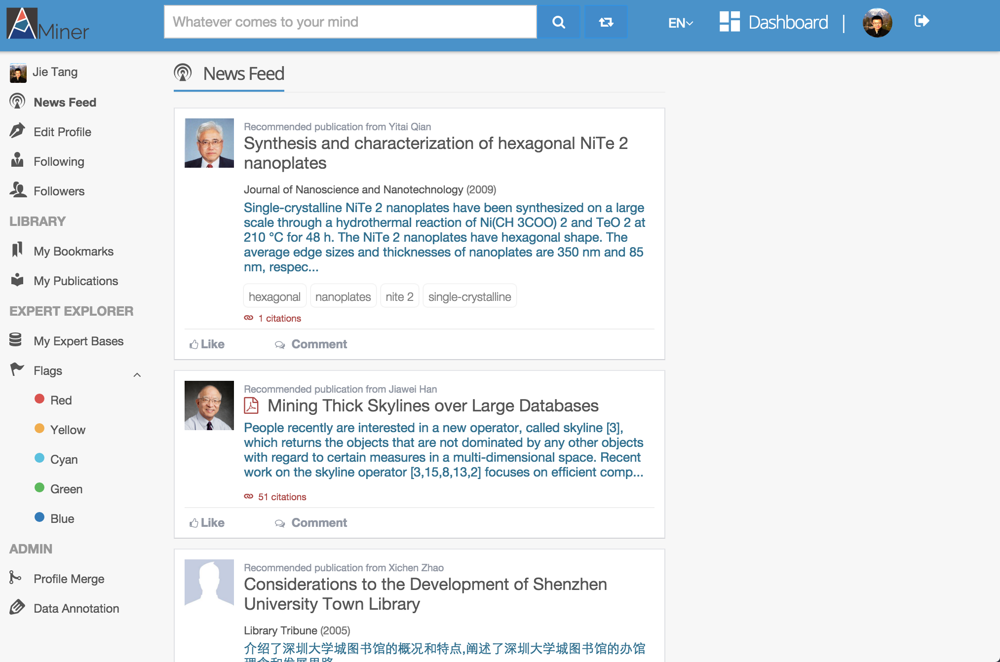 AMiner
Whatever comes to your mind
EN
Dashboard
Jie Tang
News Feed
Edit Profile
Following
Followers
LIBRARY
My Bookmarks
My Publications
EXPERT EXPLORER
My Expert Bases
Flags
Red
Yellow
Cyan
Green
Blue
ADMIN
Profile Merge
Data Annotation
News Feed
Recommended publication from Yitai Qian
Synthesis and characterization of hexagonal NiTe 2
nanoplates
Journal of Nanoscience and Nanotechnology (2009)
Single-crystalline NiTe 2 nanoplates have been synthesized on a large
scale through a hydrothermal reaction of Ni(CH 3COO) 2 and TeO 2 at
210 °C for 48 h. The NiTe 2 nanoplates have hexagonal shape. The
average edge sizes and thicknesses of nanoplates are 350 nm and 85
nm, respec...
hexagonal nanoplates nite 2 single-crystalline
1 citations
Like Comment
Recommended publication from Jiawei Han
Mining Thick Skylines over Large Databases
People recently are interested in a new operator, called skyline [3],
which returns the objects that are not dominated by any other objects
with regard to certain measures in a multi-dimensional space. Recent
work on the skyline operator [3,15,8,13,2] focuses on efficient comp...
51 citations
Like Comment
Recommended publication from Xichen Zhao
Considerations to the Development of Shenzhen
University Town Library
Library Tribune (2005)
介绍了深圳大学城图书馆的概况和特点,阐述了深圳大学城图书馆的办馆